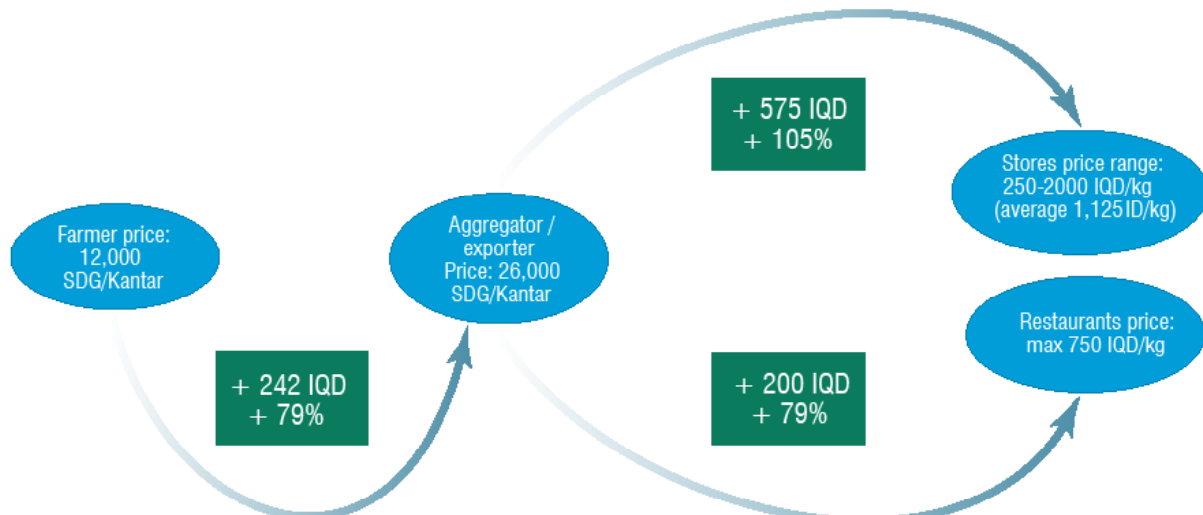 Farmer price:
12,000
SDG/Kantar
+ 242 IQD
+ 79%
Aggregator /
exporter
Price: 26,000
SDG/Kantar
+ 575 IQD
+ 105%
+ 200 IQD
+ 79%
Stores price range:
250-2000 IQD/kg
(average 1,125ID/kg)
Restaurants price:
max 750 IQD/kg